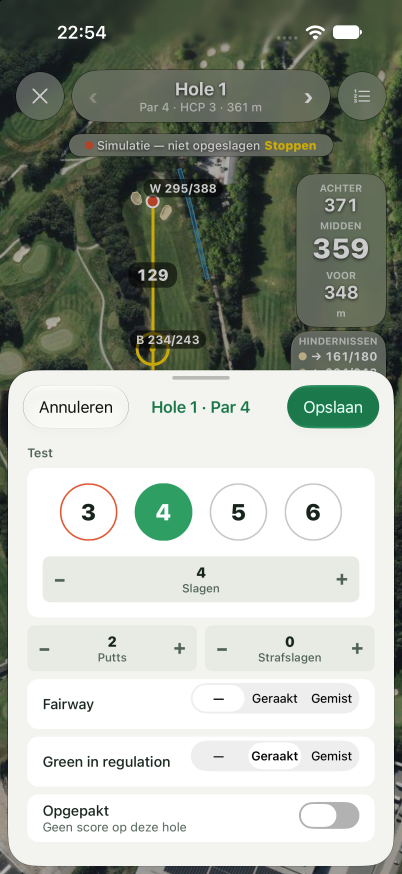 22:54
Hole 1
Par 4 · HCP 3 · 361 m
Simulatie — niet opgeslagen Stoppen
W 295/388
ACHTER
371
MIDDEN
359
VOOR
348
m
129
B 234/243
HINDERNISSEN
→ 161/180
Annuleren
Hole 1 · Par 4
Opslaan
Test
3 4 5 6
− 4 +
Slagen
− 2 +
Putts
− 0 +
Strafslagen
Fairway — Geraakt Gemist
Green in regulation — Geraakt Gemist
Opgepakt
Geen score op deze hole